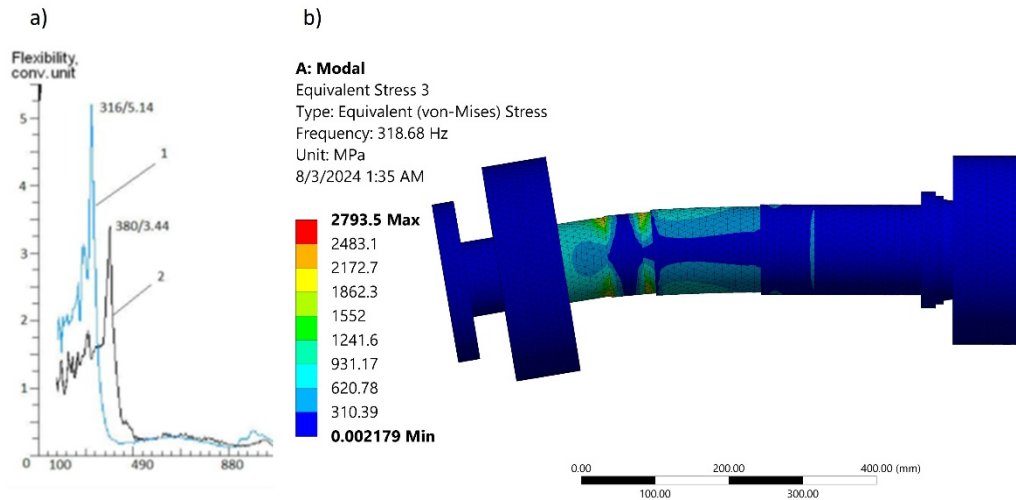 a)
b)
Flexibility,
conv.unit
316/5.14
1
380/3.44
2
5
4
3
2
1
0
100
490
880
A: Modal
Equivalent Stress 3
Type: Equivalent (von-Mises) Stress
Frequency: 318.68 Hz
Unit: MPa
8/3/2024 1:35 AM
2793.5 Max
2483.1
2172.7
1862.3
1552
1241.6
931.17
620.78
310.39
0.002179 Min
0.00
200.00
400.00 (mm)
100.00
300.00